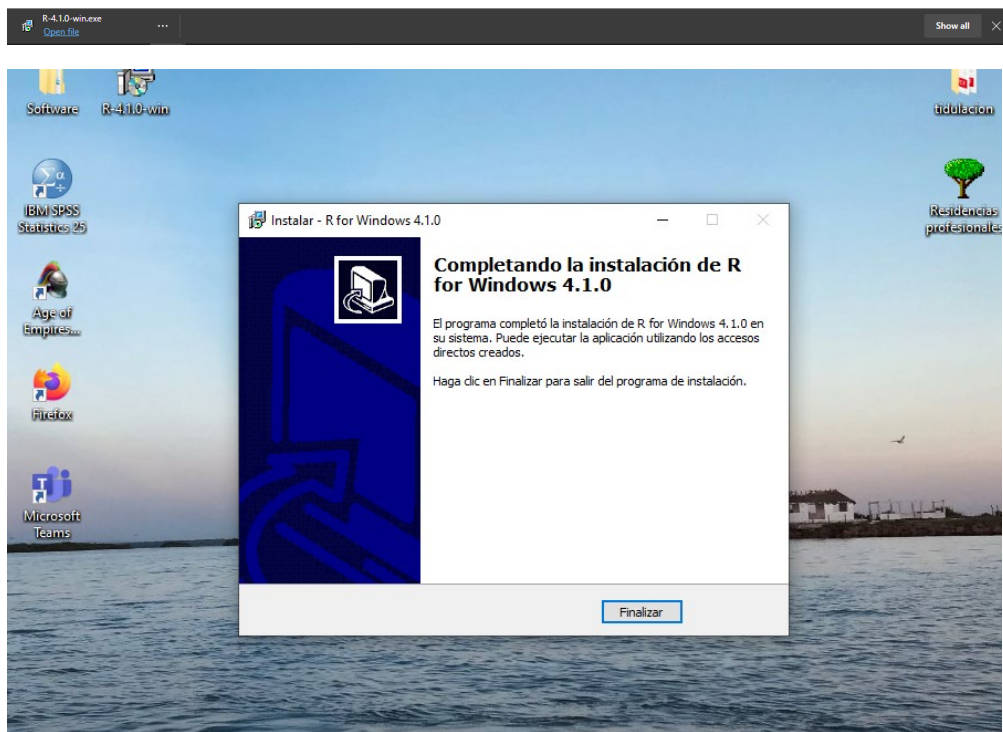 R-4.1.0-win.exe
Open file
...
Show all
Software
R-4.1.0-win
tidulacion
IBM SPSS
Statistics 25
Residencias
profesionales
Age of
Empires...
Firefox
Microsoft
Teams
Instalar - R for Windows 4.1.0
Completando la instalación de R
for Windows 4.1.0
El programa completó la instalación de R for Windows 4.1.0 en
su sistema. Puede ejecutar la aplicación utilizando los accesos
directos creados.
Haga clic en Finalizar para salir del programa de instalación.
Finalizar